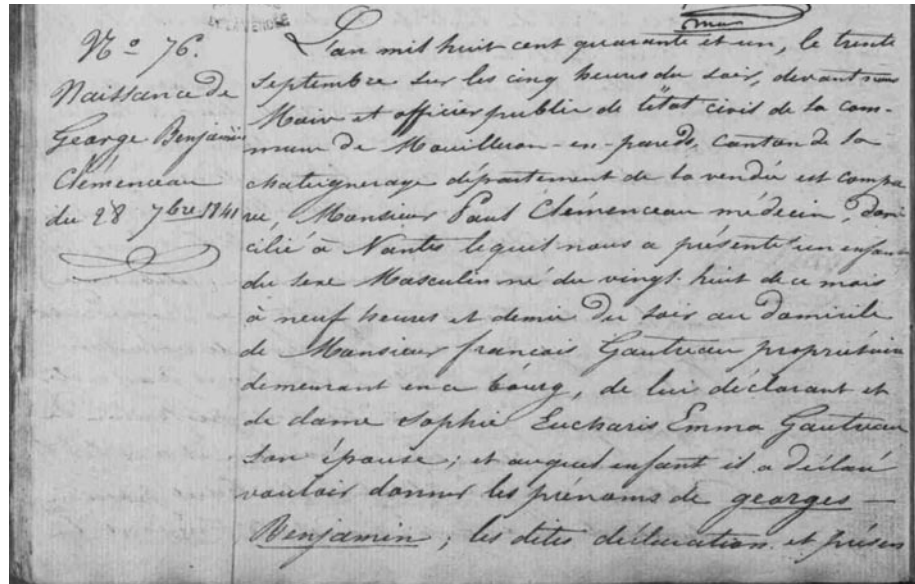 N° 76.
Naissance de
George Benjamin
Clémenceau
du 28 7bre 1841
L'an mil huit cent quarante et un, le trente
Septembre sur les cinq heures du soir, devant nous
Maire et officier public de l'état civil de la com-
mune de Mouilleron-en-pareds, canton de la
chateigneraye département de la vendée est compa
ru, Monsieur Paul Clémenceau médecin, domi
cilié à Nantes lequel nous a présenté un enfant
du sexe Masculin né du vingt huit de ce mois
à neuf heures et demie du soir au domicile
de Monsieur francois Gautreau propriétaire
demeurant en ce bourg, de lui déclarant et
de dame Sophie Eucharis Emma Gautreau
son épouse; et auquel enfant il a déclaré
vouloir donner les prénoms de georges —
Benjamin; les dites déclaration et présen